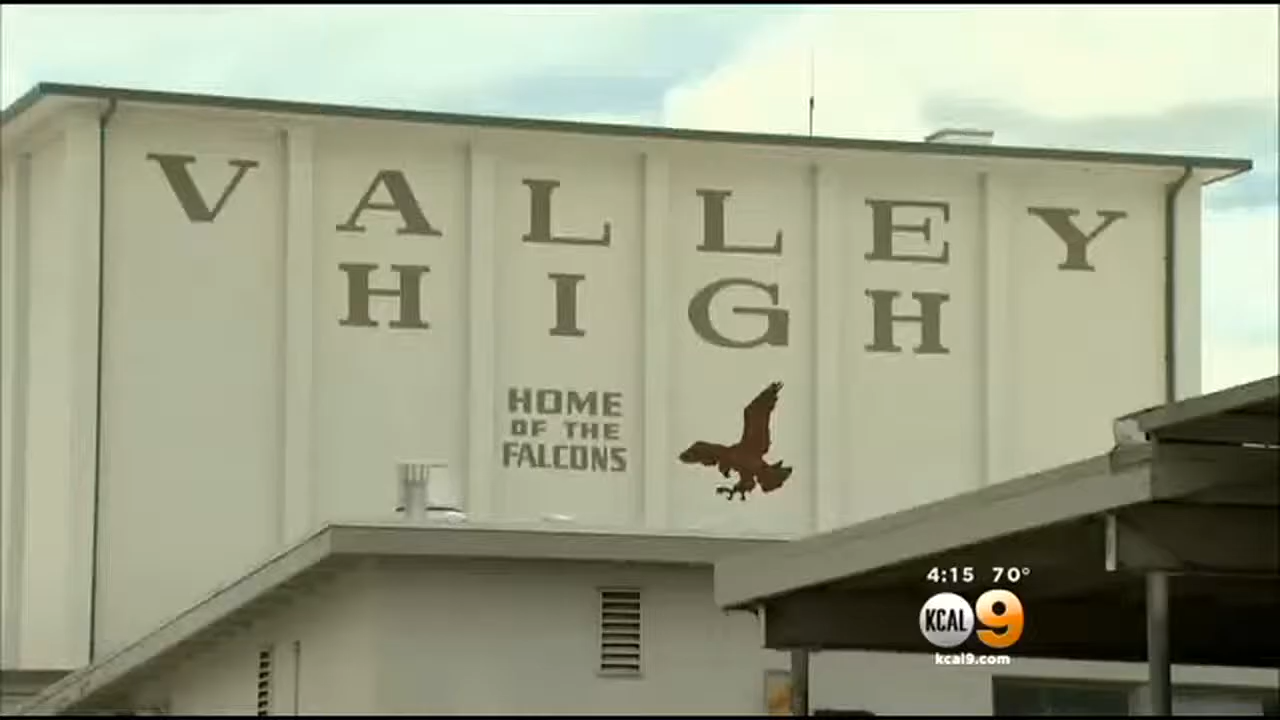 VALLEY
HIGH
HOME
OF THE
FALCONS
4:15 70°
KCAL 9
kcal9.com